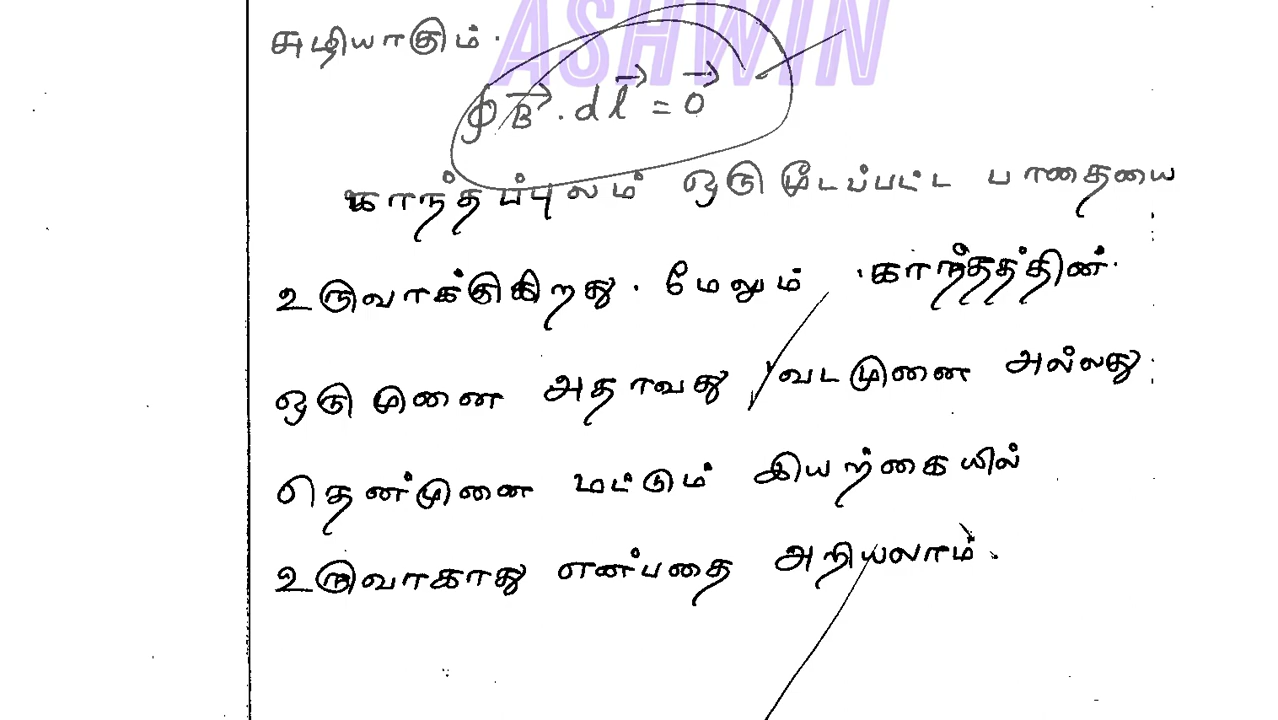 ASHWIN
சுழியாகும்.
∮ B⃗ . dl⃗ = 0⃗
காந்தப்புலம் ஒரு மூடப்பட்ட பாதையை
உருவாக்குகிறது. மேலும் காந்தத்தின்
ஒரு முனை அதாவது வடமுனை அல்லது
தென்முனை மட்டும் இயற்கையில்
உருவாகாது என்பதை அறியலாம்.